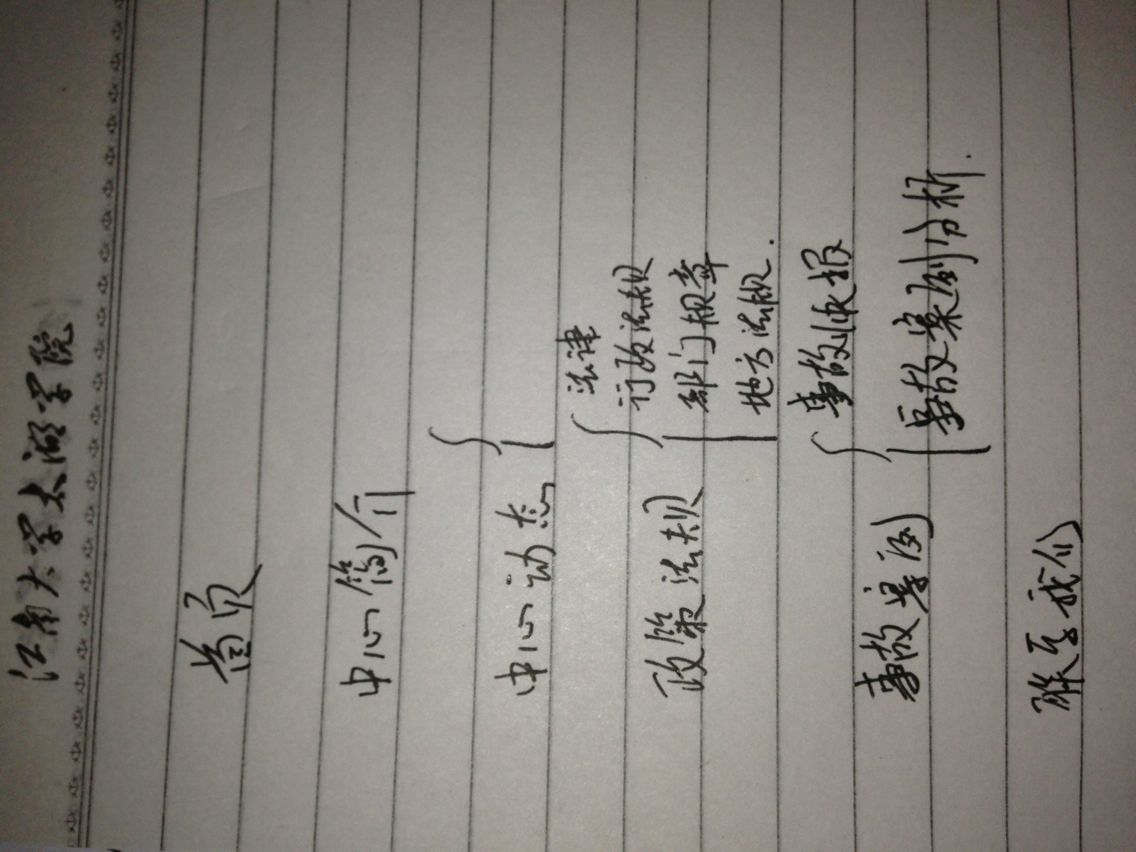 江南大学太湖学院
首页
中心简介
中心动态
政策法规
法律
行政法规
部门规章
地方法规.
事故案例
事故快报
事故案例分析.
联系我们